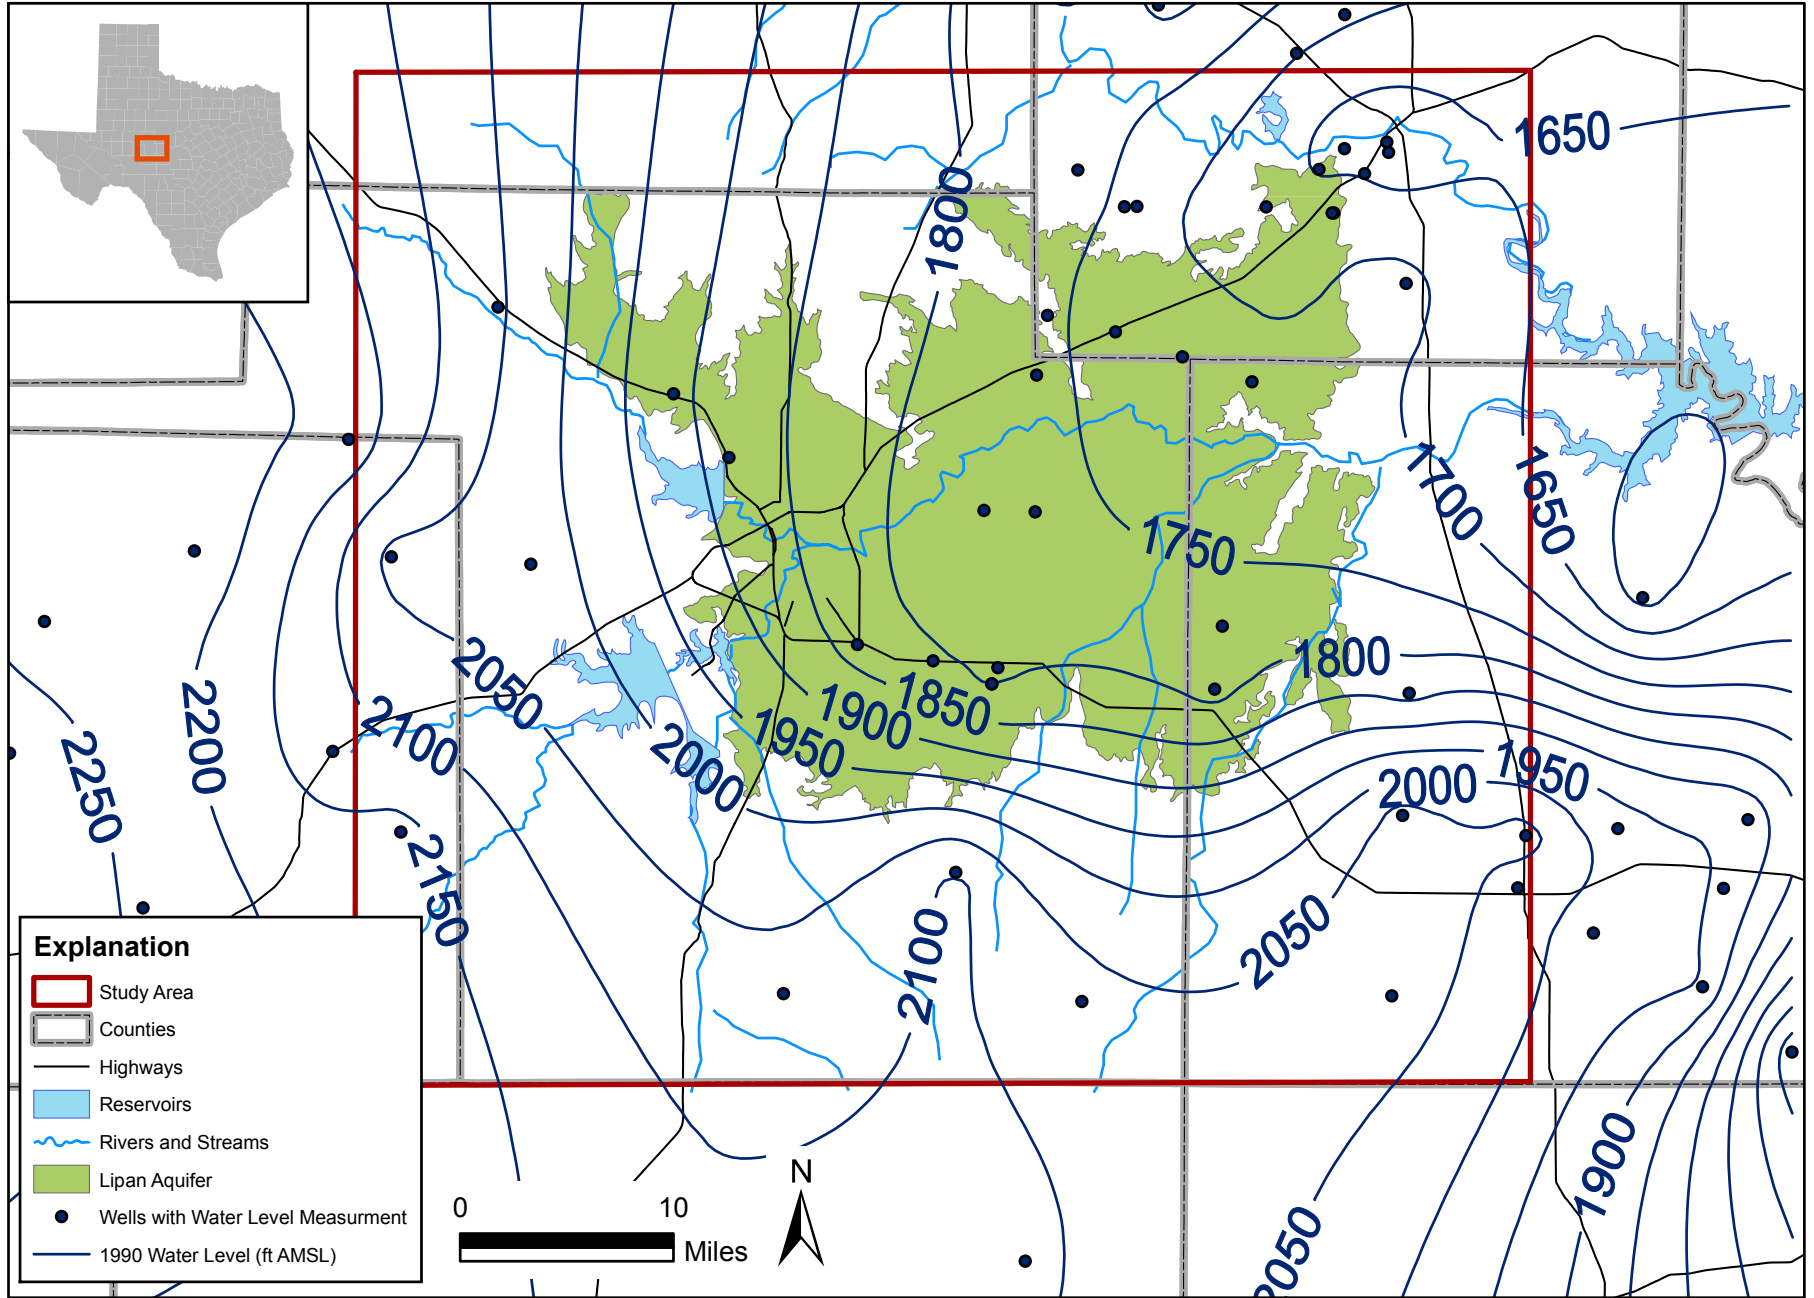 1650
1800
1700
1650
1750
1800
2050
2100
2200
2250
1850
1900
1950
2000
1950
2000
2150
2100
2050
1900
2050
Explanation
Study Area
Counties
Highways
Reservoirs
Rivers and Streams
Lipan Aquifer
Wells with Water Level Measurment
1990 Water Level (ft AMSL)
0 10
Miles
N